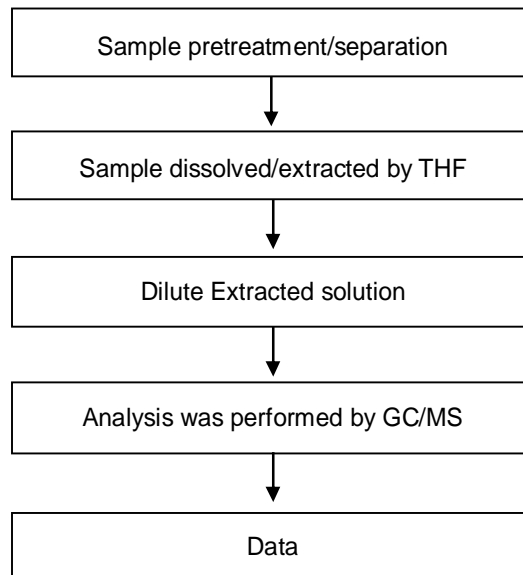 Sample pretreatment/separation
Sample dissolved/extracted by THF
Dilute Extracted solution
Analysis was performed by GC/MS
Data